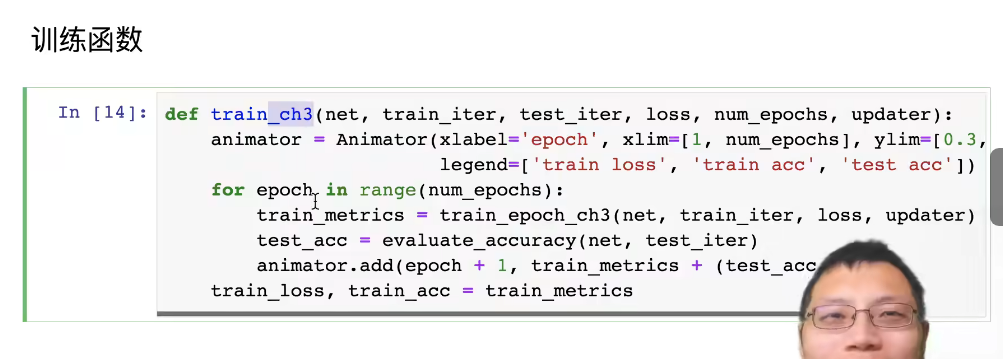 训练函数
In [14]: def train_ch3(net, train_iter, test_iter, loss, num_epochs, updater):
animator = Animator(xlabel='epoch', xlim=[1, num_epochs], ylim=[0.3,
legend=['train loss', 'train acc', 'test acc'])
for epoch in range(num_epochs):
train_metrics = train_epoch_ch3(net, train_iter, loss, updater)
test_acc = evaluate_accuracy(net, test_iter)
animator.add(epoch + 1, train_metrics + (test_acc
train_loss, train_acc = train_metrics